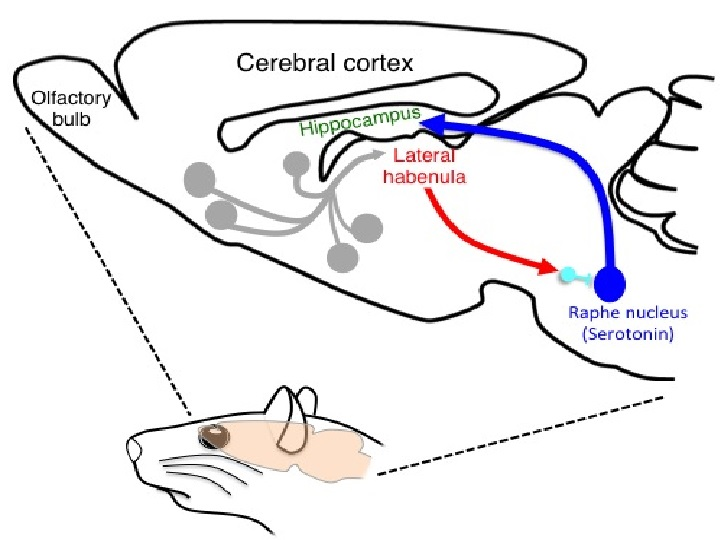 Cerebral cortex
Olfactory
bulb
Hippocampus
Lateral
habenula
Raphe nucleus
(Serotonin)